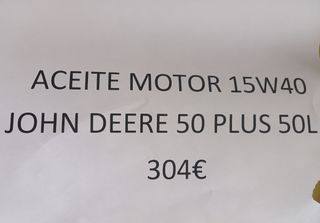 ACEITE MOTOR 15W40
JOHN DEERE 50 PLUS 50L
304€